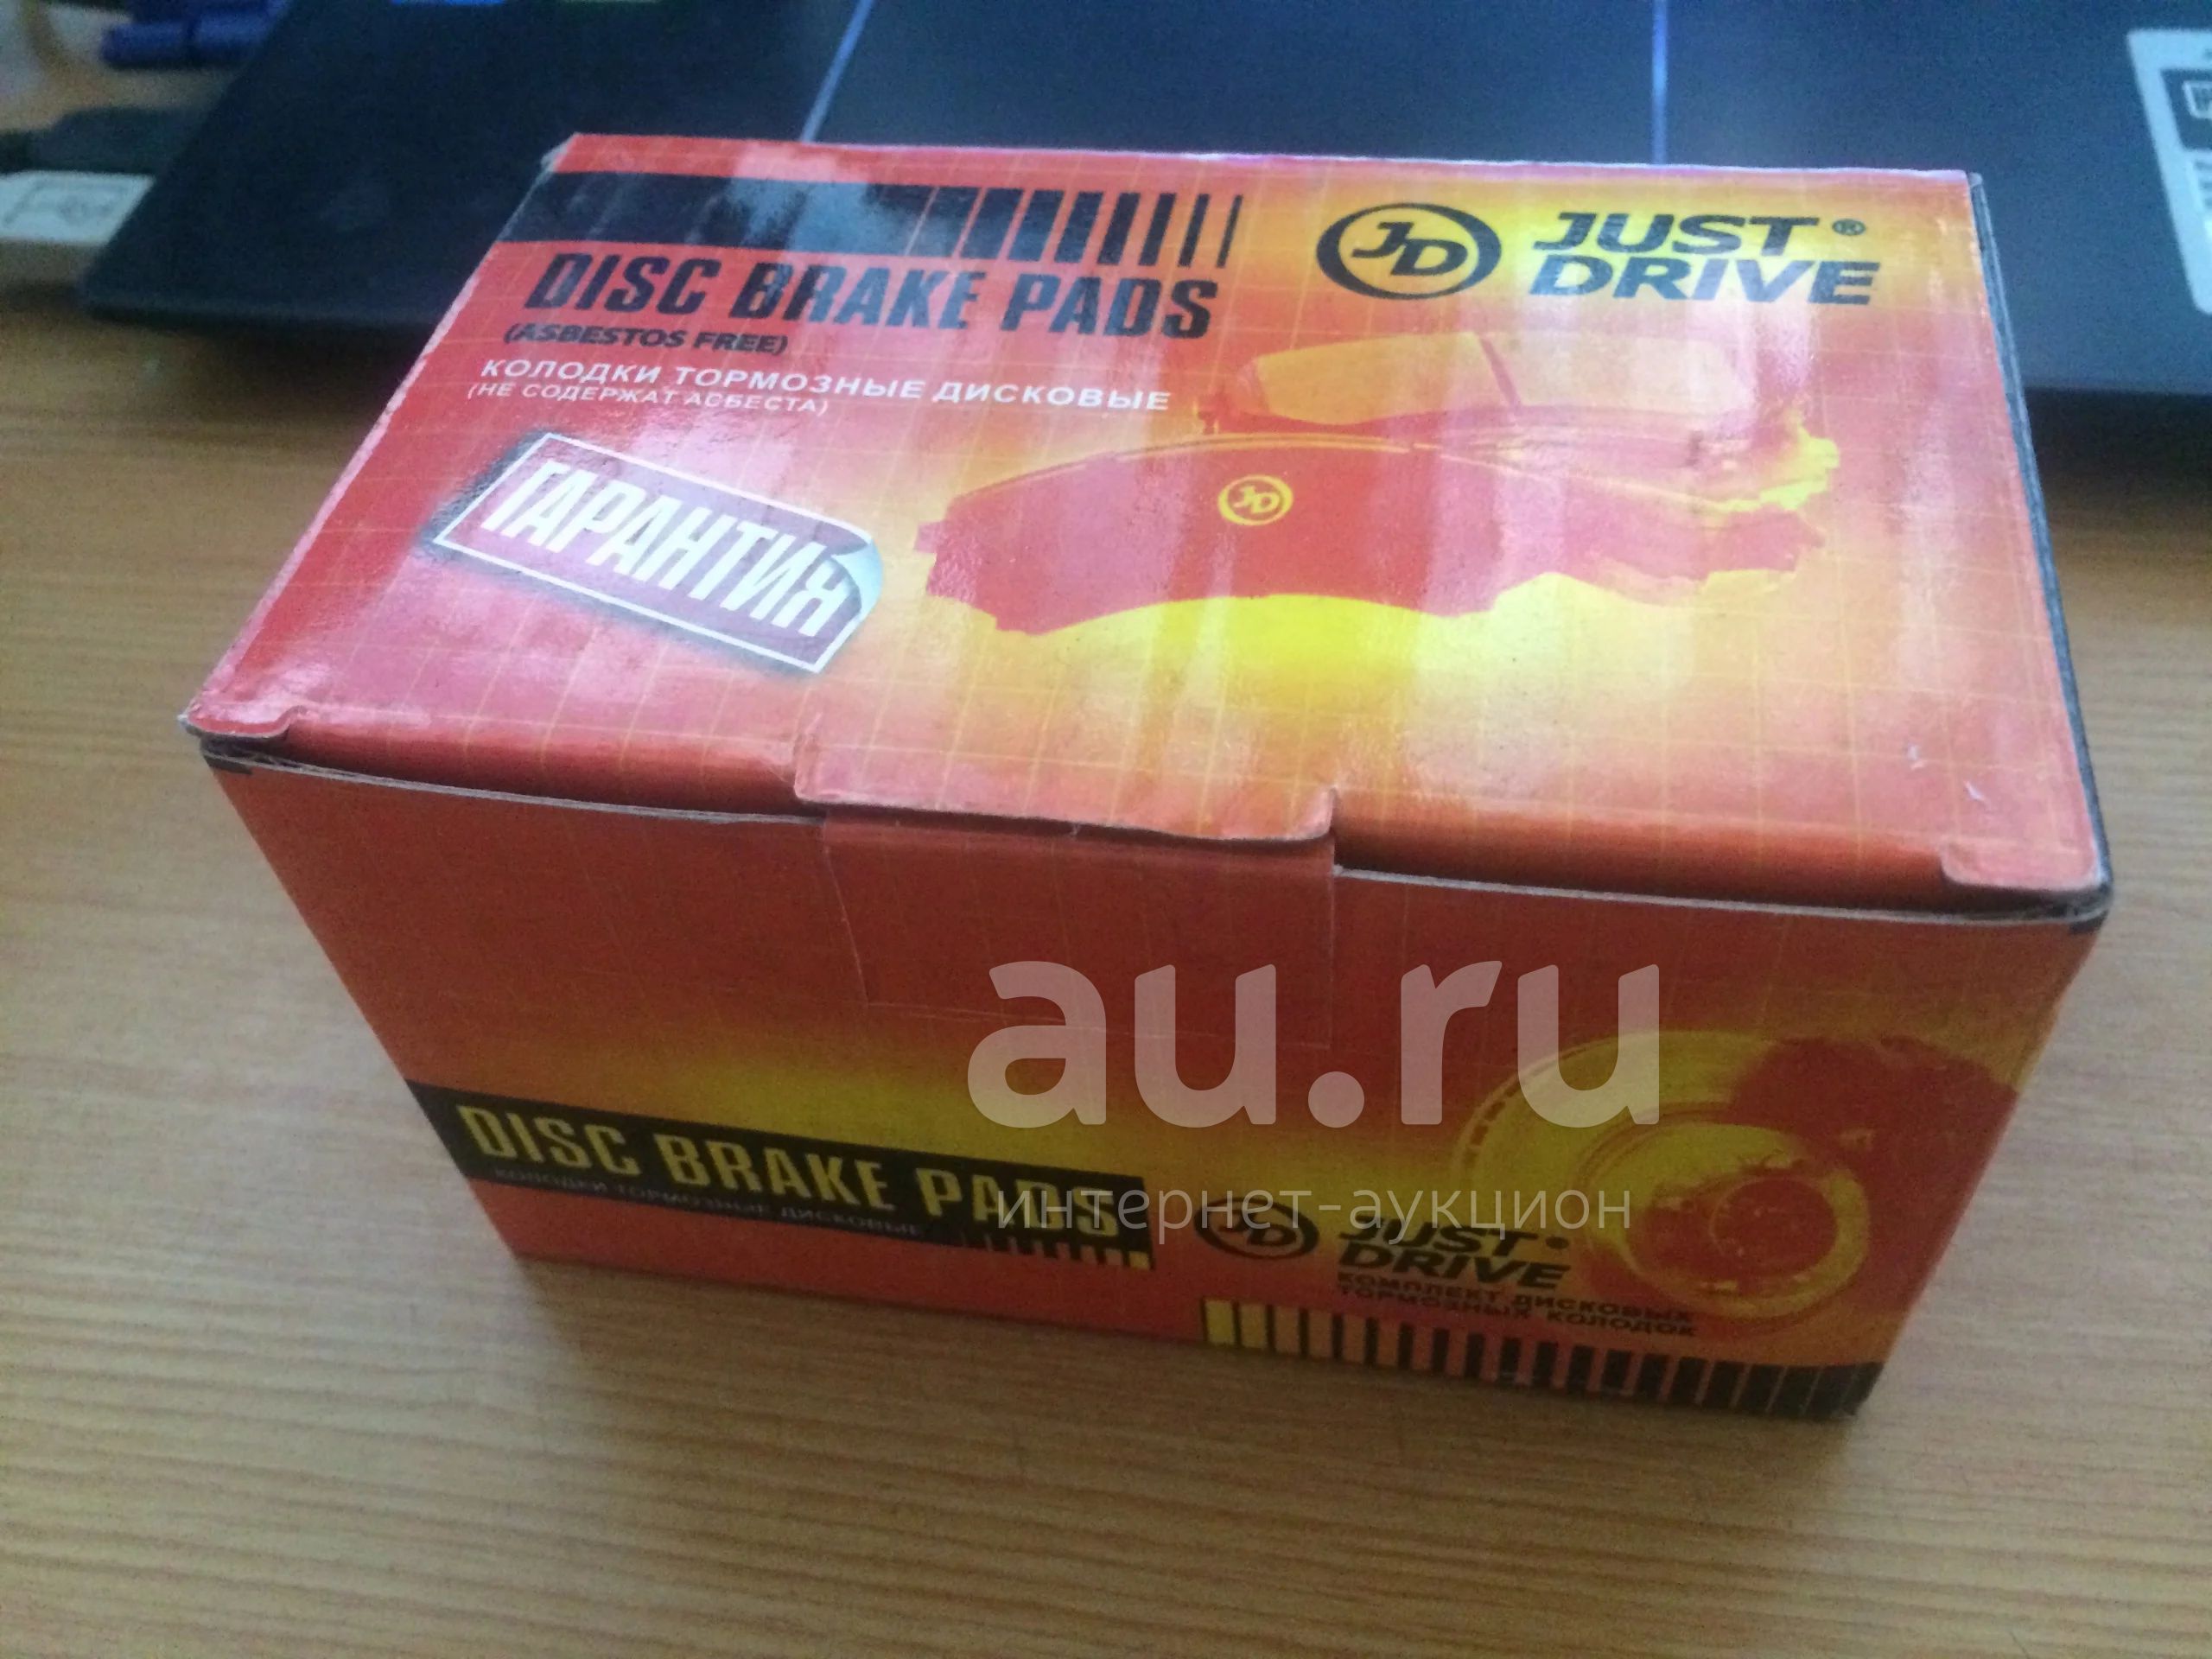 JD JUST®
DRIVE
DISC BRAKE PADS
(ASBESTOS FREE)
КОЛОДКИ ТОРМОЗНЫЕ ДИСКОВЫЕ
(НЕ СОДЕРЖАТ АСБЕСТА)
JD
ГАРАНТИЯ
au.ru
интернет-аукцион
DISC BRAKE PADS
КОЛОДКИ ТОРМОЗНЫЕ ДИСКОВЫЕ
JD JUST
DRIVE
КОМПЛЕКТ ДИСКОВЫХ
ТОРМОЗНЫХ КОЛОДОК